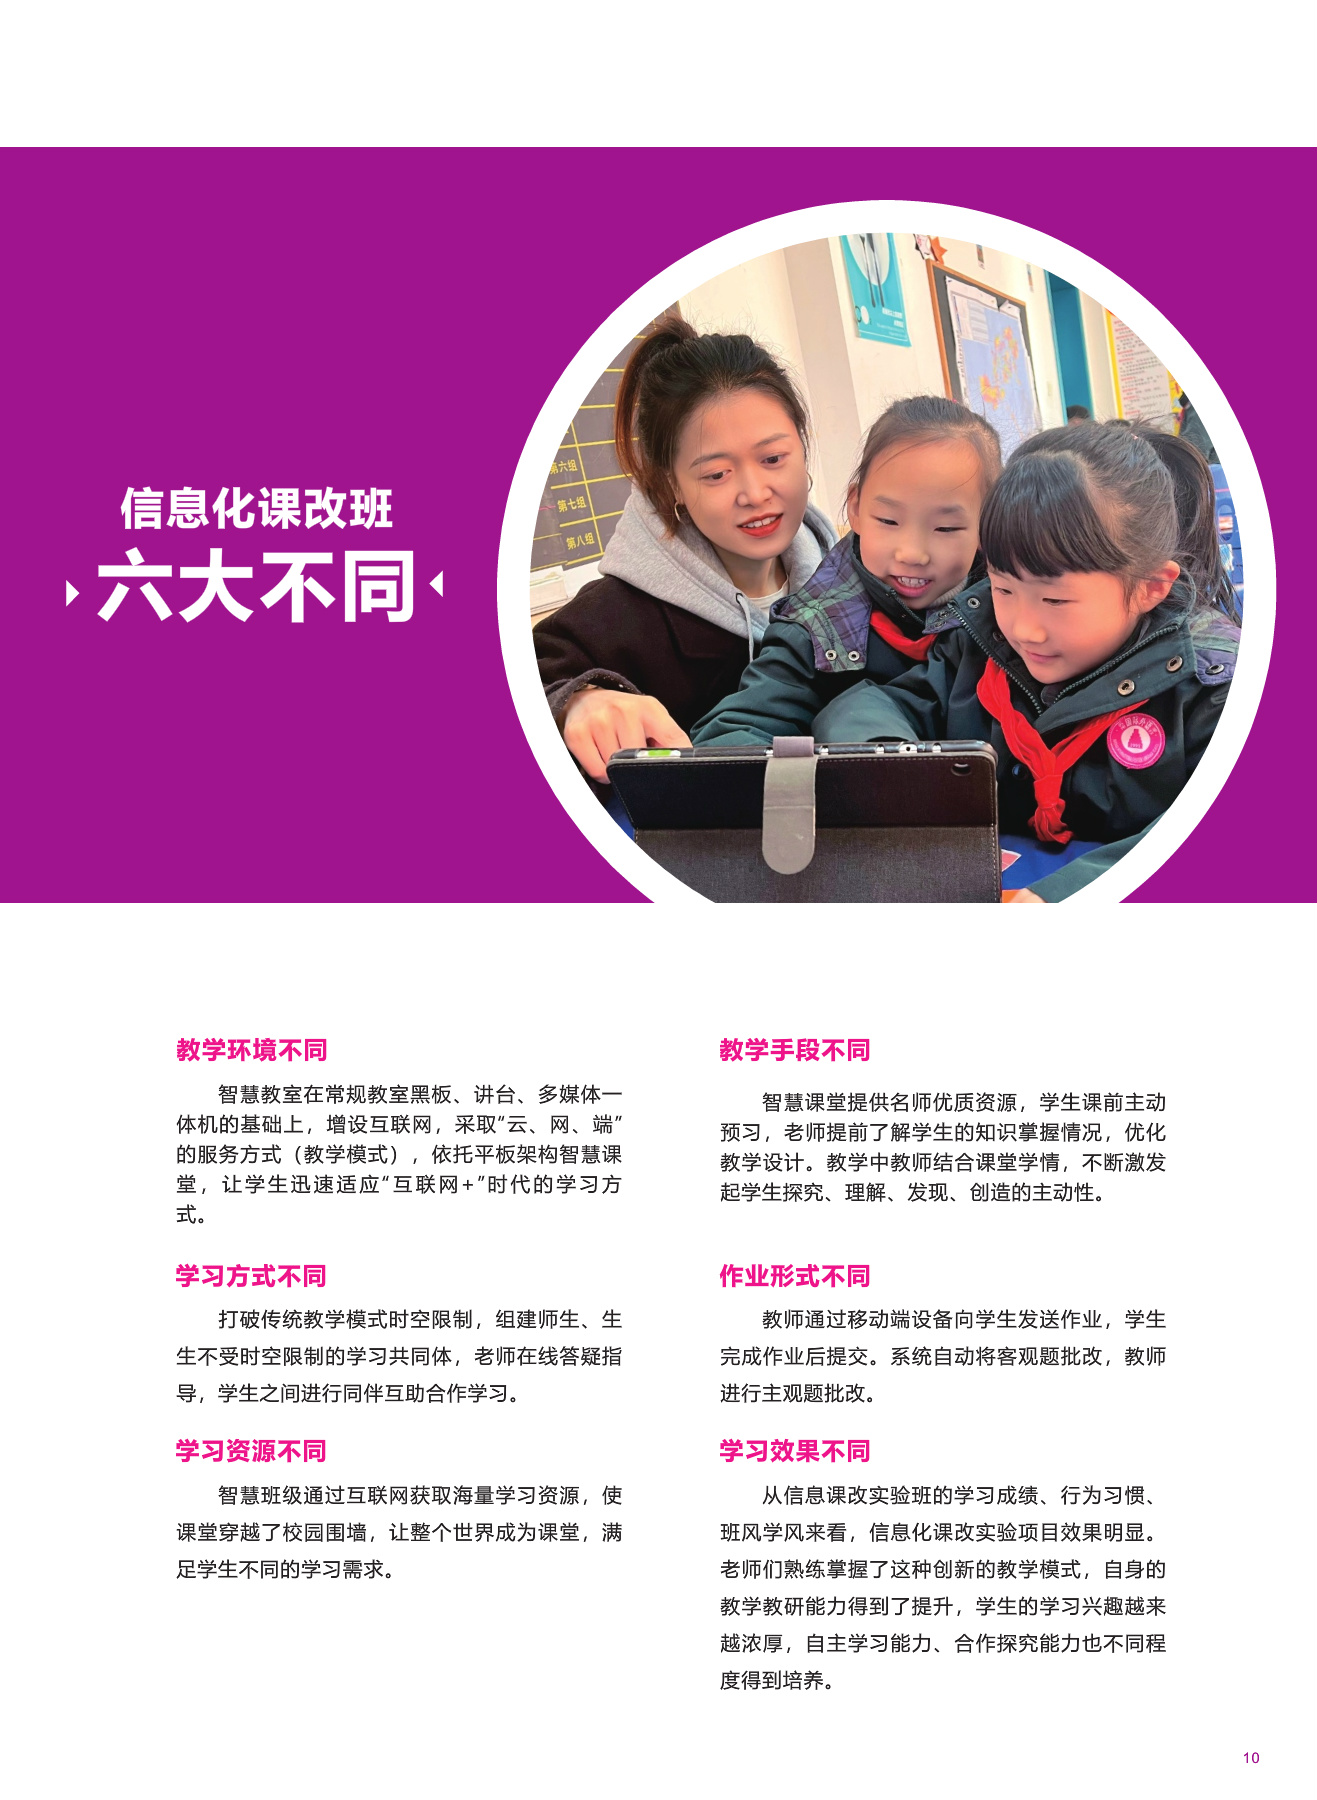 信息化课改班
六大不同
第六组
第七组
第八组
教学环境不同
智慧教室在常规教室黑板、讲台、多媒体一
体机的基础上，增设互联网，采取“云、网、端”
的服务方式（教学模式），依托平板架构智慧课
堂，让学生迅速适应“互联网+”时代的学习方
式。
学习方式不同
打破传统教学模式时空限制，组建师生、生
生不受时空限制的学习共同体，老师在线答疑指
导，学生之间进行同伴互助合作学习。
学习资源不同
智慧班级通过互联网获取海量学习资源，使
课堂穿越了校园围墙，让整个世界成为课堂，满
足学生不同的学习需求。
教学手段不同
智慧课堂提供名师优质资源，学生课前主动
预习，老师提前了解学生的知识掌握情况，优化
教学设计。教学中教师结合课堂学情，不断激发
起学生探究、理解、发现、创造的主动性。
作业形式不同
教师通过移动端设备向学生发送作业，学生
完成作业后提交。系统自动将客观题批改，教师
进行主观题批改。
学习效果不同
从信息课改实验班的学习成绩、行为习惯、
班风学风来看，信息化课改实验项目效果明显。
老师们熟练掌握了这种创新的教学模式，自身的
教学教研能力得到了提升，学生的学习兴趣越来
越浓厚，自主学习能力、合作探究能力也不同程
度得到培养。
10